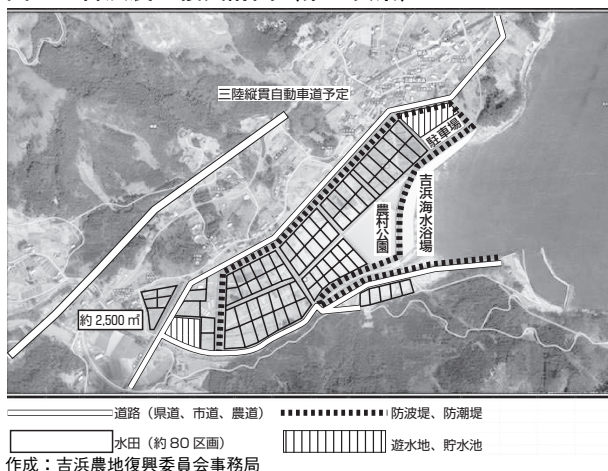 三陸縦貫自動車道予定
駐車場
吉浜海水浴場
農村公園
約 2,500 ㎡
道路（県道、市道、農道）
防波堤、防潮堤
水田（約 80 区画）
遊水地、貯水池
作成：吉浜農地復興委員会事務局